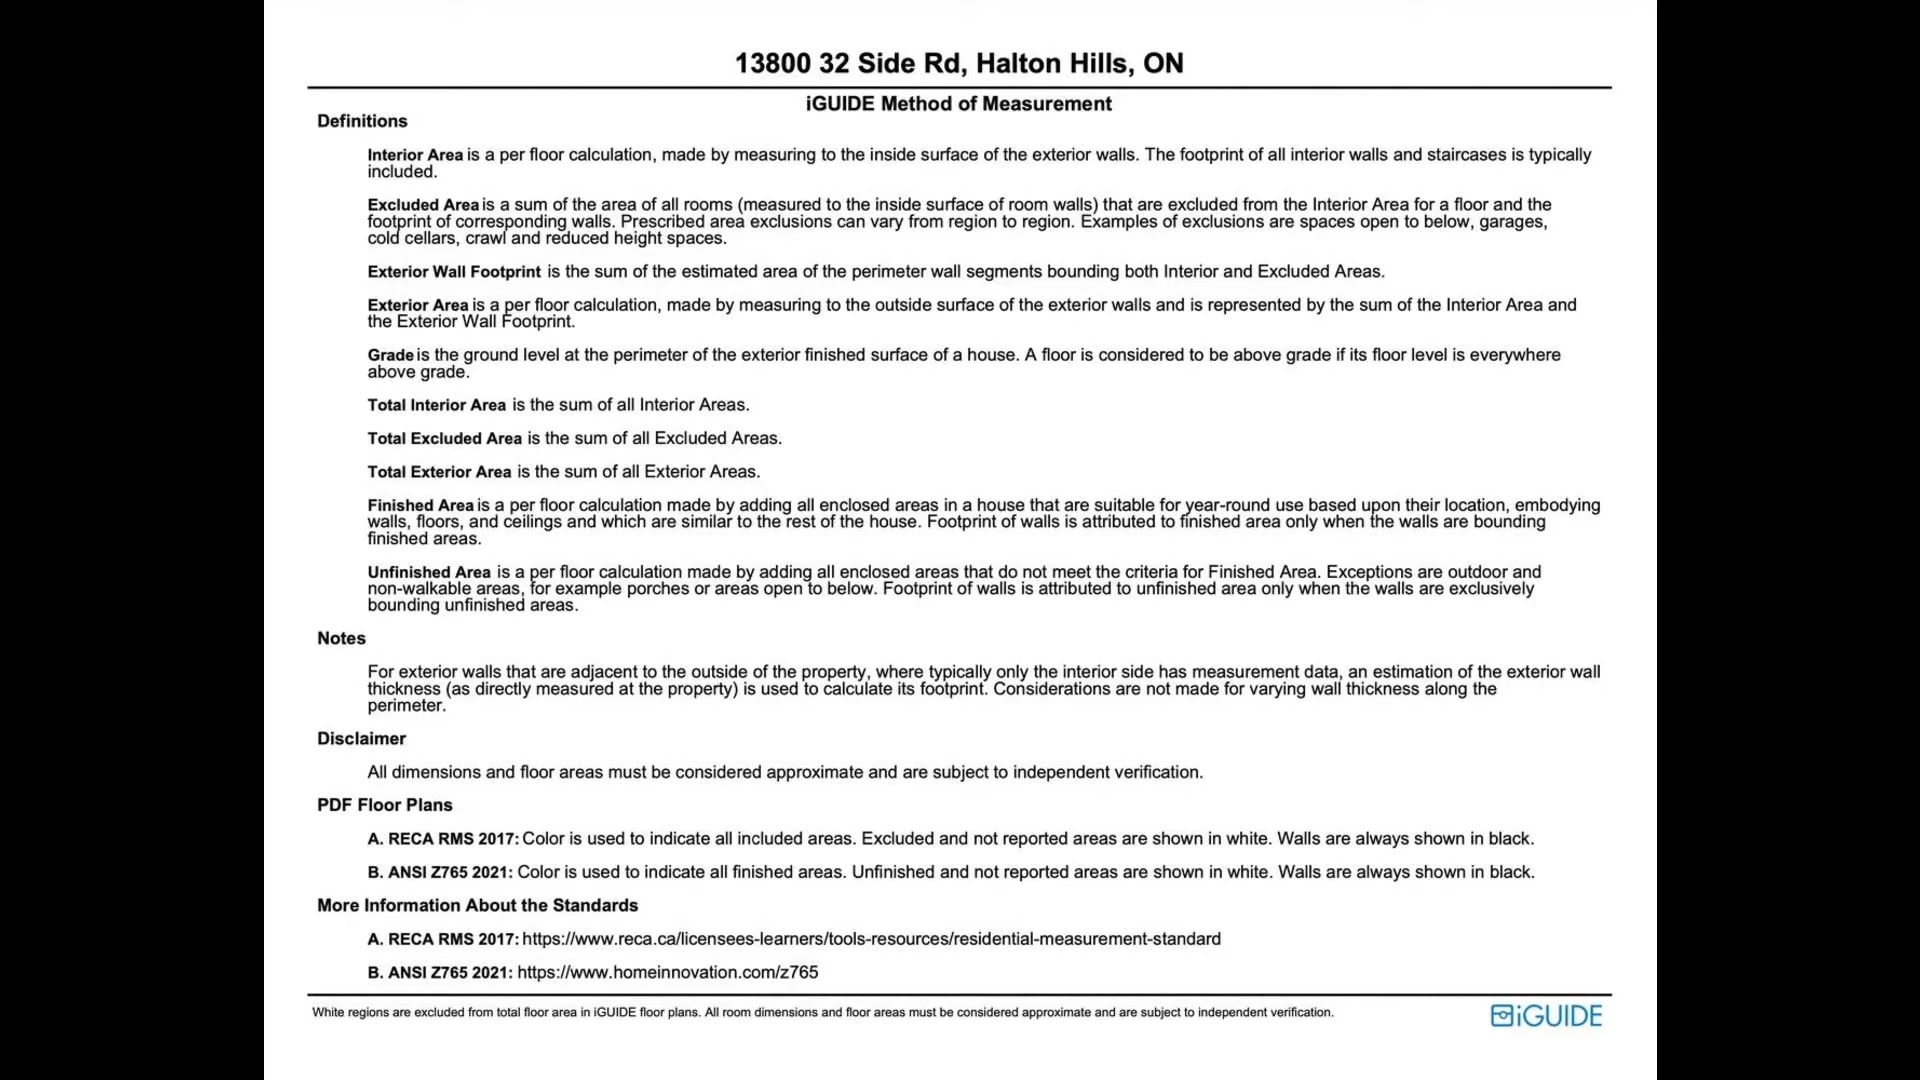 13800 32 Side Rd, Halton Hills, ON
iGUIDE Method of Measurement
Definitions
Interior Area is a per floor calculation, made by measuring to the inside surface of the exterior walls. The footprint of all interior walls and staircases is typically
included.
Excluded Area is a sum of the area of all rooms (measured to the inside surface of room walls) that are excluded from the Interior Area for a floor and the
footprint of corresponding walls. Prescribed area exclusions can vary from region to region. Examples of exclusions are spaces open to below, garages,
cold cellars, crawl and reduced height spaces.
Exterior Wall Footprint is the sum of the estimated area of the perimeter wall segments bounding both Interior and Excluded Areas.
Exterior Area is a per floor calculation, made by measuring to the outside surface of the exterior walls and is represented by the sum of the Interior Area and
the Exterior Wall Footprint.
Grade is the ground level at the perimeter of the exterior finished surface of a house. A floor is considered to be above grade if its floor level is everywhere
above grade.
Total Interior Area is the sum of all Interior Areas.
Total Excluded Area is the sum of all Excluded Areas.
Total Exterior Area is the sum of all Exterior Areas.
Finished Area is a per floor calculation made by adding all enclosed areas in a house that are suitable for year-round use based upon their location, embodying
walls, floors, and ceilings and which are similar to the rest of the house. Footprint of walls is attributed to finished area only when the walls are bounding
finished areas.
Unfinished Area is a per floor calculation made by adding all enclosed areas that do not meet the criteria for Finished Area. Exceptions are outdoor and
non-walkable areas, for example porches or areas open to below. Footprint of walls is attributed to unfinished area only when the walls are exclusively
bounding unfinished areas.
Notes
For exterior walls that are adjacent to the outside of the property, where typically only the interior side has measurement data, an estimation of the exterior wall
thickness (as directly measured at the property) is used to calculate its footprint. Considerations are not made for varying wall thickness along the
perimeter.
Disclaimer
All dimensions and floor areas must be considered approximate and are subject to independent verification.
PDF Floor Plans
A. RECA RMS 2017: Color is used to indicate all included areas. Excluded and not reported areas are shown in white. Walls are always shown in black.
B. ANSI Z765 2021: Color is used to indicate all finished areas. Unfinished and not reported areas are shown in white. Walls are always shown in black.
More Information About the Standards
A. RECA RMS 2017: https://www.reca.ca/licensees-learners/tools-resources/residential-measurement-standard
B. ANSI Z765 2021: https://www.homeinnovation.com/z765
White regions are excluded from total floor area in iGUIDE floor plans. All room dimensions and floor areas must be considered approximate and are subject to independent verification.
iGUIDE